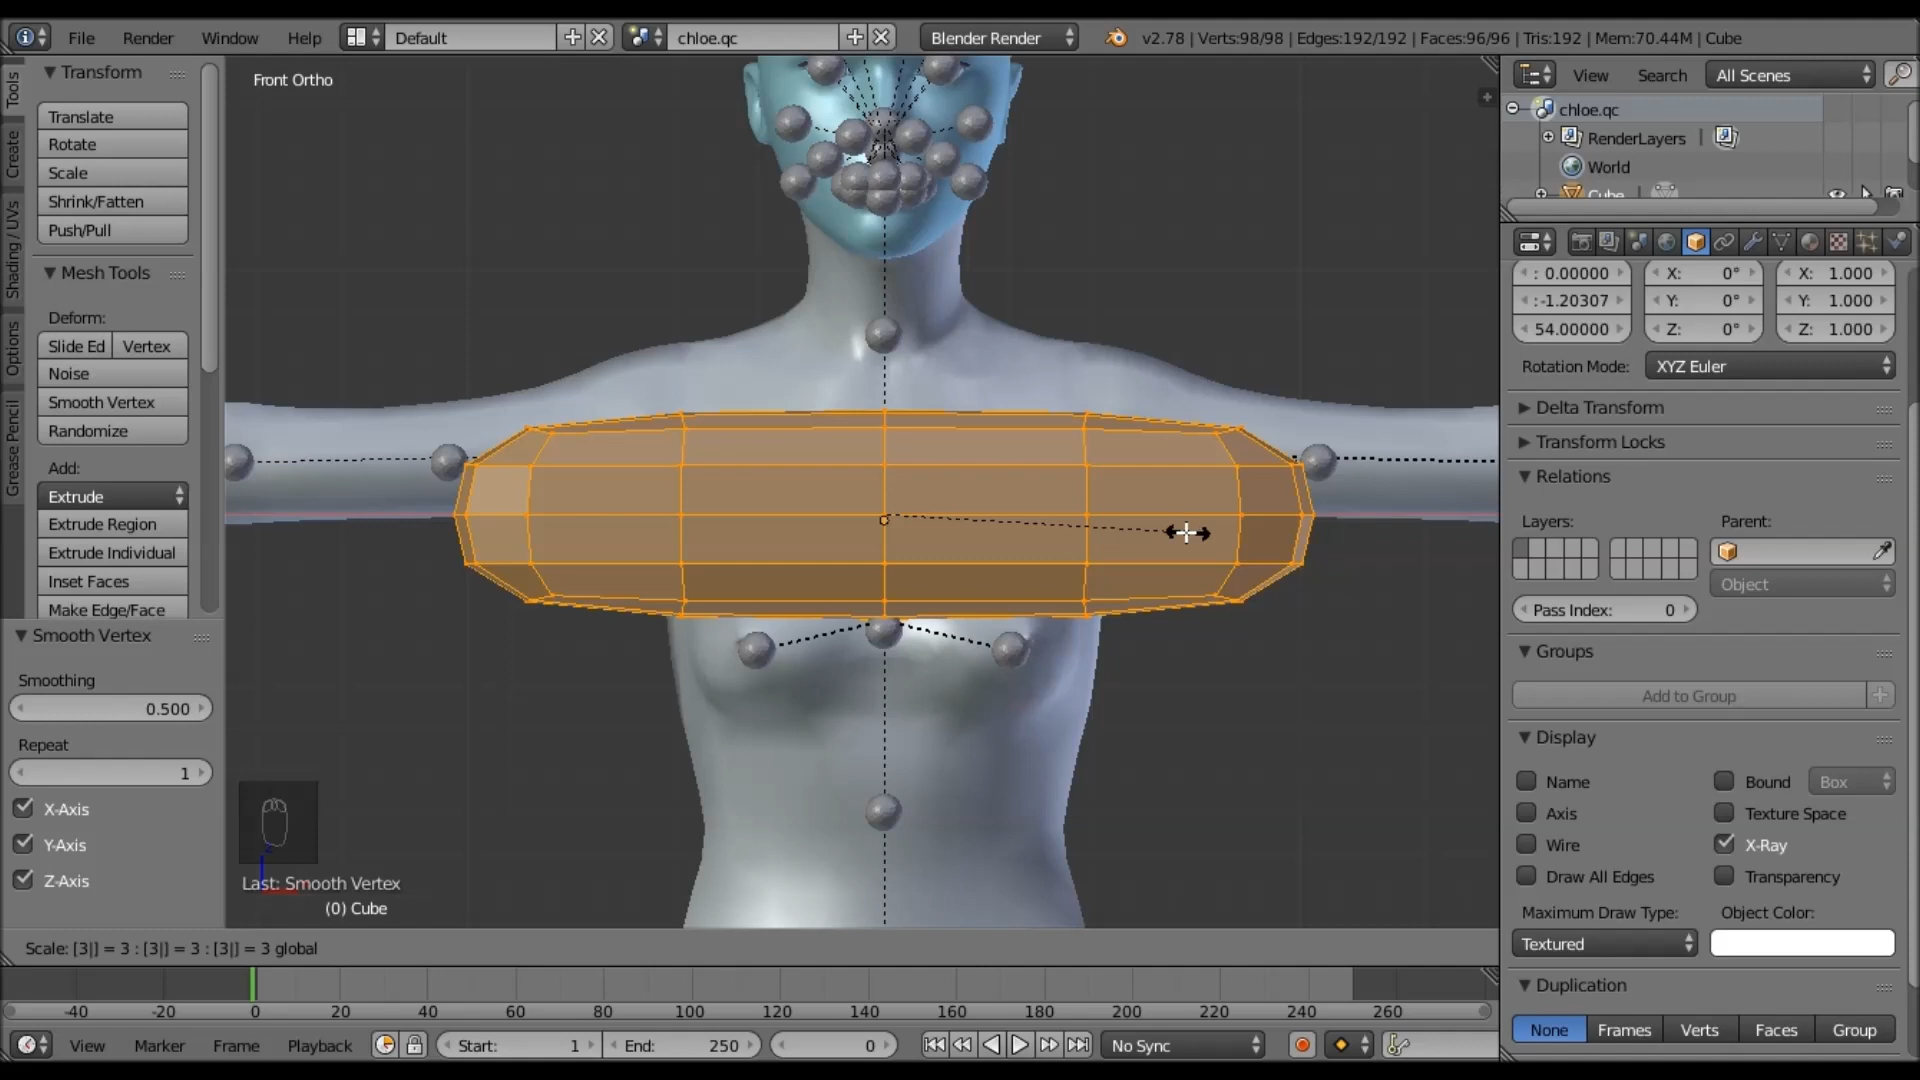 File Render Window Help Default chloe.qc Blender Render v2.78 | Verts:98/98 | Edges:192/192 | Faces:96/96 | Tris:192 | Mem:70.44M | Cube
Tools
Create
Shading / UVs
Options
Grease Pencil
Transform
Translate
Rotate
Scale
Shrink/Fatten
Push/Pull
Mesh Tools
Deform:
Slide Ed Vertex
Noise
Smooth Vertex
Randomize
Add:
Extrude
Extrude Region
Extrude Individual
Inset Faces
Make Edge/Face
Smooth Vertex
Smoothing
0.500
Repeat
1
X-Axis
Y-Axis
Z-Axis
Front Ortho
Last: Smooth Vertex
(0) Cube
Scale: [3|] = 3 : [3|] = 3 : [3|] = 3 global
View Search All Scenes
chloe.qc
RenderLayers |
World
Cube |
: 0.00000 X: 0° X: 1.000
:-1.20307 Y: 0° Y: 1.000
54.00000 Z: 0° Z: 1.000
Rotation Mode: XYZ Euler
Delta Transform
Transform Locks
Relations
Layers: Parent:
Object
Pass Index: 0
Groups
Add to Group
Display
Name Bound Box
Axis Texture Space
Wire X-Ray
Draw All Edges Transparency
Maximum Draw Type: Object Color:
Textured
Duplication
None Frames Verts Faces Group
-40 -20 0 20 40 60 80 100 120 140 160 180 200 220 240 260
View Marker Frame Playback Start: 1 End: 250 0 No Sync